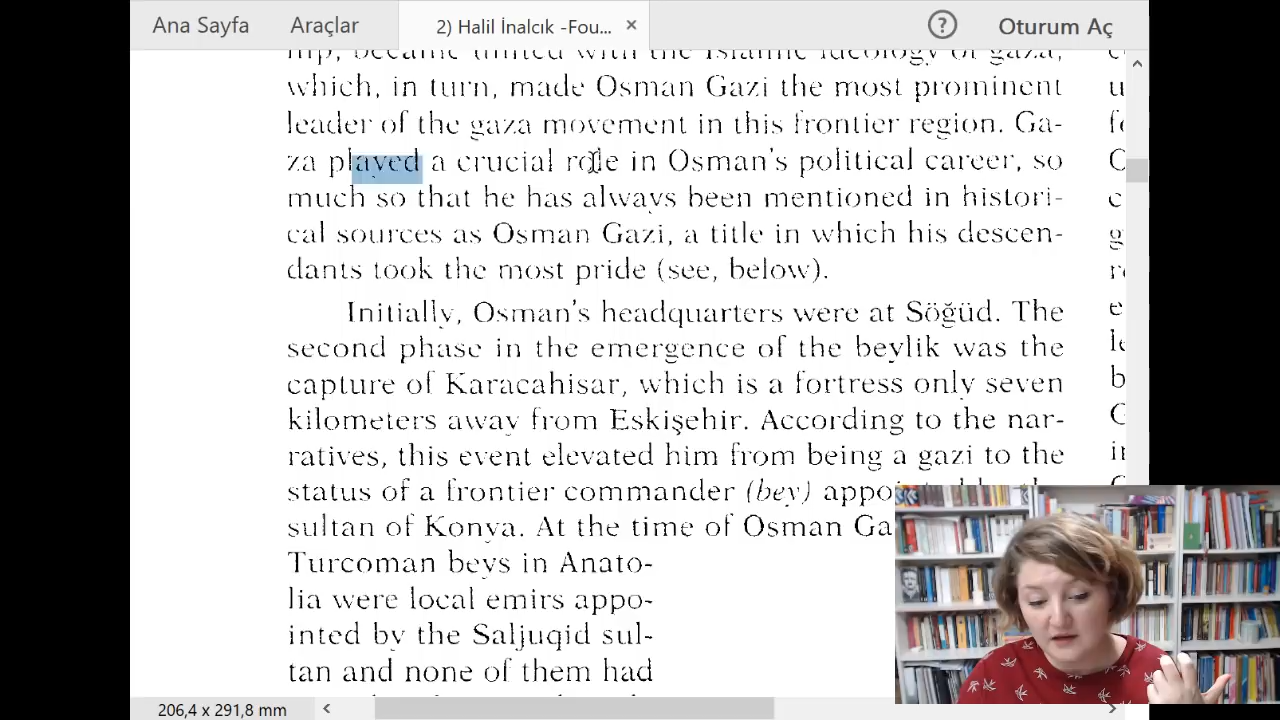 Ana Sayfa Araçlar 2) Halil İnalcık -Fou... × ? Oturum Aç
which, in turn, made Osman Gazi the most prominent
leader of the gaza movement in this frontier region. Ga-
za played a crucial role in Osman's political career, so
much so that he has always been mentioned in histori-
cal sources as Osman Gazi, a title in which his descen-
dants took the most pride (see, below).
Initially, Osman's headquarters were at Söğüd. The
second phase in the emergence of the beylik was the
capture of Karacahisar, which is a fortress only seven
kilometers away from Eskişehir. According to the nar-
ratives, this event elevated him from being a gazi to the
status of a frontier commander (bey)
sultan of Konya. At the time of Osman Ga
Turcoman beys in Anato-
lia were local emirs appo-
inted by the Saljuqid sul-
tan and none of them had
206,4 x 291,8 mm